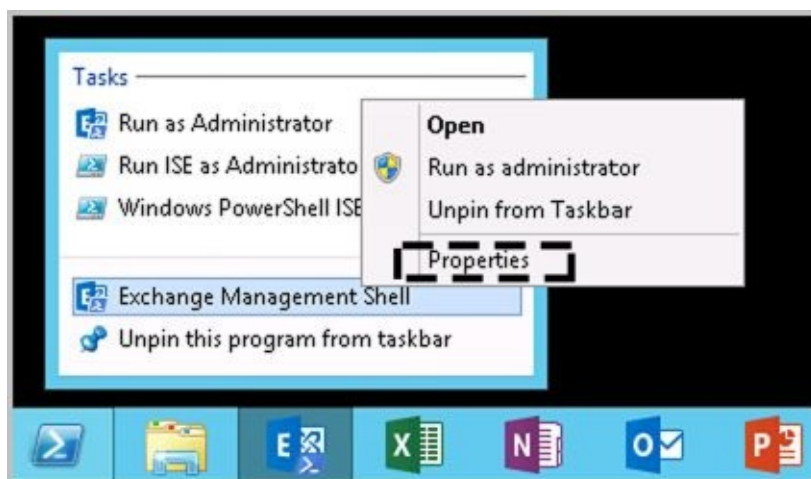 Tasks
Run as Administrator
Run ISE as Administrato
Windows PowerShell ISE
Exchange Management Shell
Unpin this program from taskbar
Open
Run as administrator
Unpin from Taskbar
Properties
E
X
N
O
P